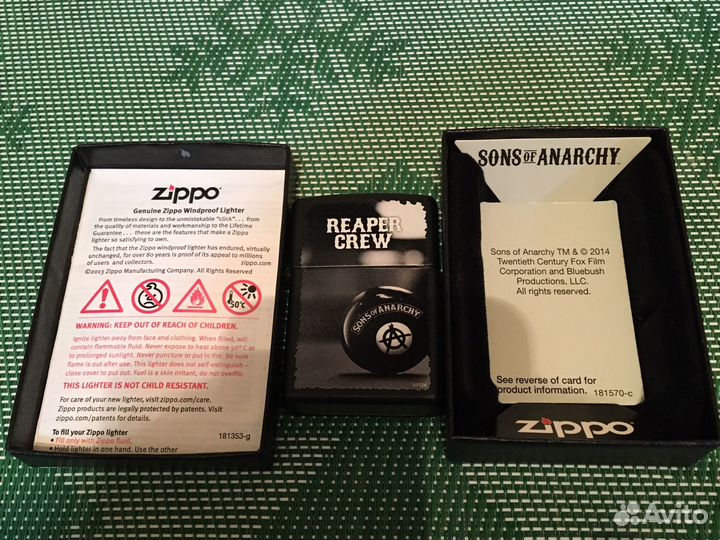 zippo
Genuine Zippo Windproof Lighter
From timeless design to the unmistakable "click". . . from
the quality of materials and workmanship to the Lifetime
Guarantee . . . these are the features that make a Zippo
lighter so satisfying to own.
The fact that the Zippo windproof lighter has endured, virtually
unchanged, for over 80 years is proof of its appeal to millions
of users and collectors. zippo.com
©2013 Zippo Manufacturing Company. All Rights Reserved
50°C
WARNING: KEEP OUT OF REACH OF CHILDREN.
Ignite lighter away from face and clothing. When filled, will
contain flammable fluid. Never expose to heat above 50° C or
to prolonged sunlight. Never puncture or put in fire. Be sure
flame is out after use. This lighter does not self-extinguish –
close cover to put out. Fuel is a skin irritant, do not overfill.
THIS LIGHTER IS NOT CHILD RESISTANT.
For care of your new lighter, visit zippo.com/care.
Zippo products are legally protected by patents. Visit
zippo.com/patents for details.
To fill your Zippo lighter 181353-g
• Fill only with Zippo fluid.
• Hold lighter in one hand. Use the other
REAPER
CREW
SONS OF ANARCHY
©FOX
SONS OF ANARCHY
Sons of Anarchy TM & © 2014
Twentieth Century Fox Film
Corporation and Bluebush
Productions, LLC.
All rights reserved.
See reverse of card for
product information. 181570-c
zippo
Avito